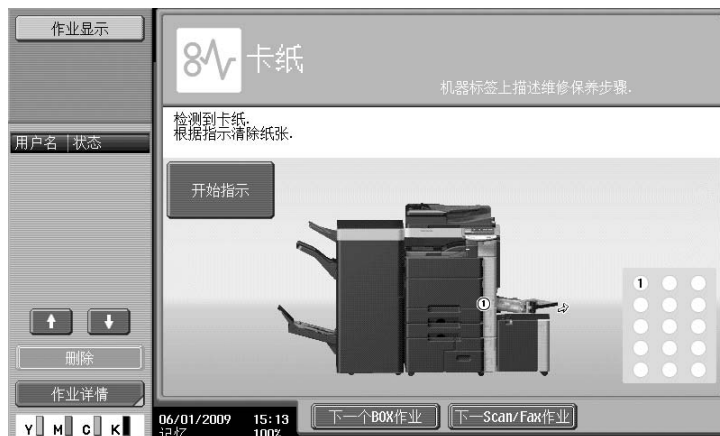 作业显示
卡纸
机器标签上描述维修保养步骤.
检测到卡纸.
根据指示清除纸张.
用户名 状态
开始指示
1
1
删除
作业详情
Y M C K
06/01/2009 15:13
记忆 100%
下一个BOX作业
下一Scan/Fax作业